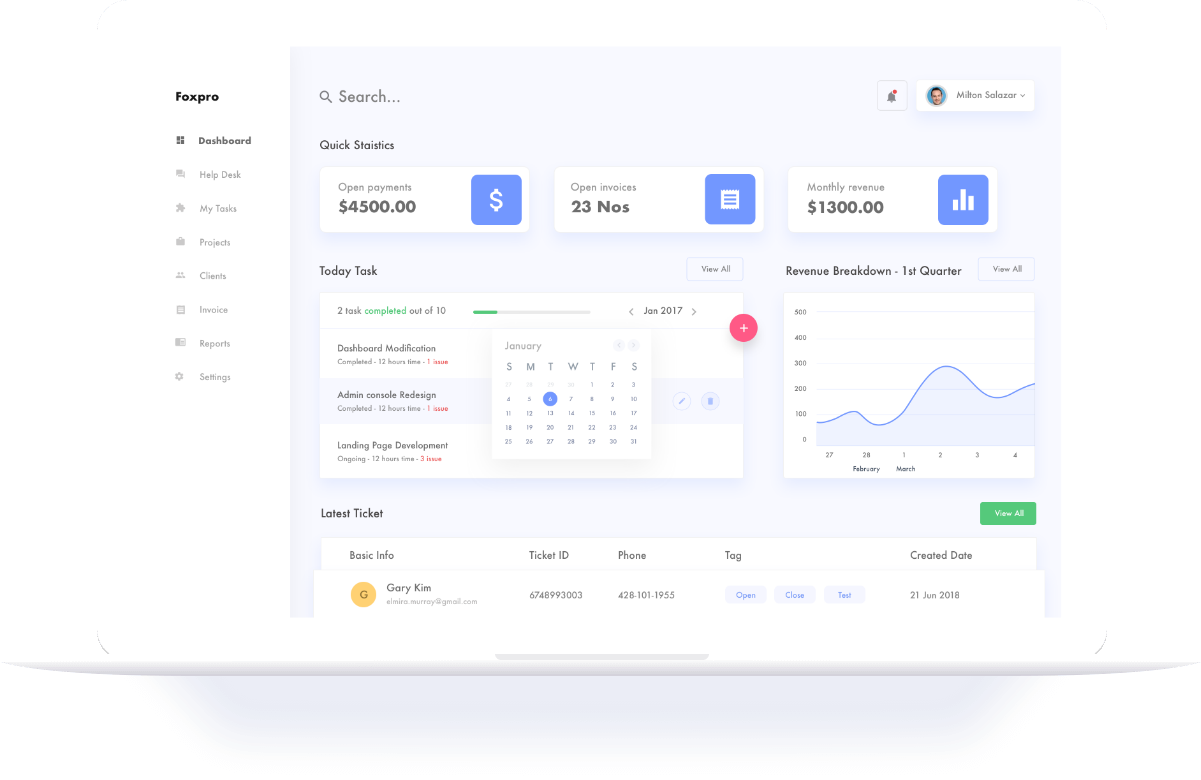 Foxpro
Dashboard
Help Desk
My Tasks
Projects
Clients
Invoice
Reports
Settings
Search...
Milton Salazar
Quick Staistics
Open payments
$4500.00
Open invoices
23 Nos
Monthly revenue
$1300.00
Today Task
View All
2 task completed out of 10
Jan 2017
Dashboard Modification
Completed - 12 hours time - 1 issue
Admin console Redesign
Completed - 12 hours time - 1 issue
Landing Page Development
Ongoing - 12 hours time - 3 issue
January
S M T W T F S
27 28 29 30 1 2 3
4 5 6 7 8 9 10
11 12 13 14 15 16 17
18 19 20 21 22 23 24
25 26 27 28 29 30 31
+
Revenue Breakdown - 1st Quarter
View All
500
400
300
200
100
0
27 28 1 2 3 4
February March
Latest Ticket
View All
Basic Info Ticket ID Phone Tag Created Date
G Gary Kim 6748993003 428-101-1955 Open Close Test 21 Jun 2018
elmira.murray@gmail.com